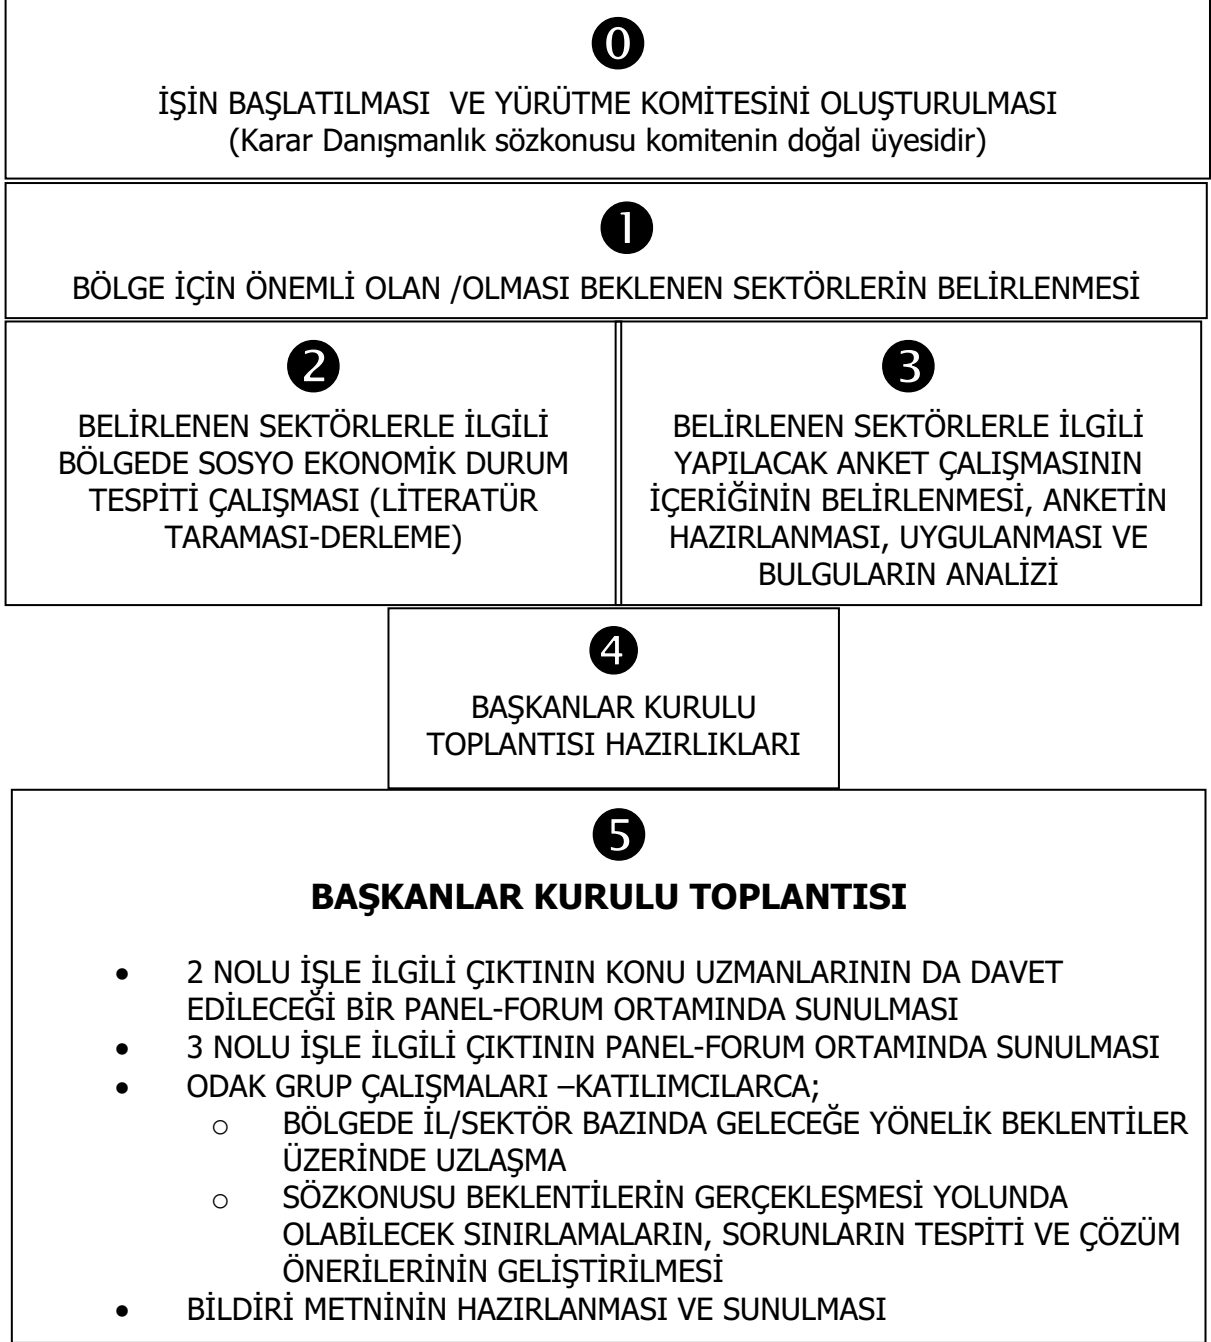 0
İŞİN BAŞLATILMASI VE YÜRÜTME KOMİTESİNİ OLUŞTURULMASI
(Karar Danışmanlık sözkonusu komitenin doğal üyesidir)
1
BÖLGE İÇİN ÖNEMLİ OLAN /OLMASI BEKLENEN SEKTÖRLERİN BELİRLENMESİ
2
BELİRLENEN SEKTÖRLERLE İLGİLİ
BÖLGEDE SOSYO EKONOMİK DURUM
TESPİTİ ÇALIŞMASI (LİTERATÜR
TARAMASI-DERLEME)
3
BELİRLENEN SEKTÖRLERLE İLGİLİ
YAPILACAK ANKET ÇALIŞMASININ
İÇERİĞİNİN BELİRLENMESİ, ANKETİN
HAZIRLANMASI, UYGULANMASI VE
BULGULARIN ANALİZİ
4
BAŞKANLAR KURULU
TOPLANTISI HAZIRLIKLARI
5
BAŞKANLAR KURULU TOPLANTISI
• 2 NOLU İŞLE İLGİLİ ÇIKTININ KONU UZMANLARININ DA DAVET
EDİLECEĞİ BİR PANEL-FORUM ORTAMINDA SUNULMASI
• 3 NOLU İŞLE İLGİLİ ÇIKTININ PANEL-FORUM ORTAMINDA SUNULMASI
• ODAK GRUP ÇALIŞMALARI –KATILIMCILARCA;
o BÖLGEDE İL/SEKTÖR BAZINDA GELECEĞE YÖNELİK BEKLENTİLER
ÜZERİNDE UZLAŞMA
o SÖZKONUSU BEKLENTİLERİN GERÇEKLEŞMESİ YOLUNDA
OLABİLECEK SINIRLAMALARIN, SORUNLARIN TESPİTİ VE ÇÖZÜM
ÖNERİLERİNİN GELİŞTİRİLMESİ
• BİLDİRİ METNİNİN HAZIRLANMASI VE SUNULMASI